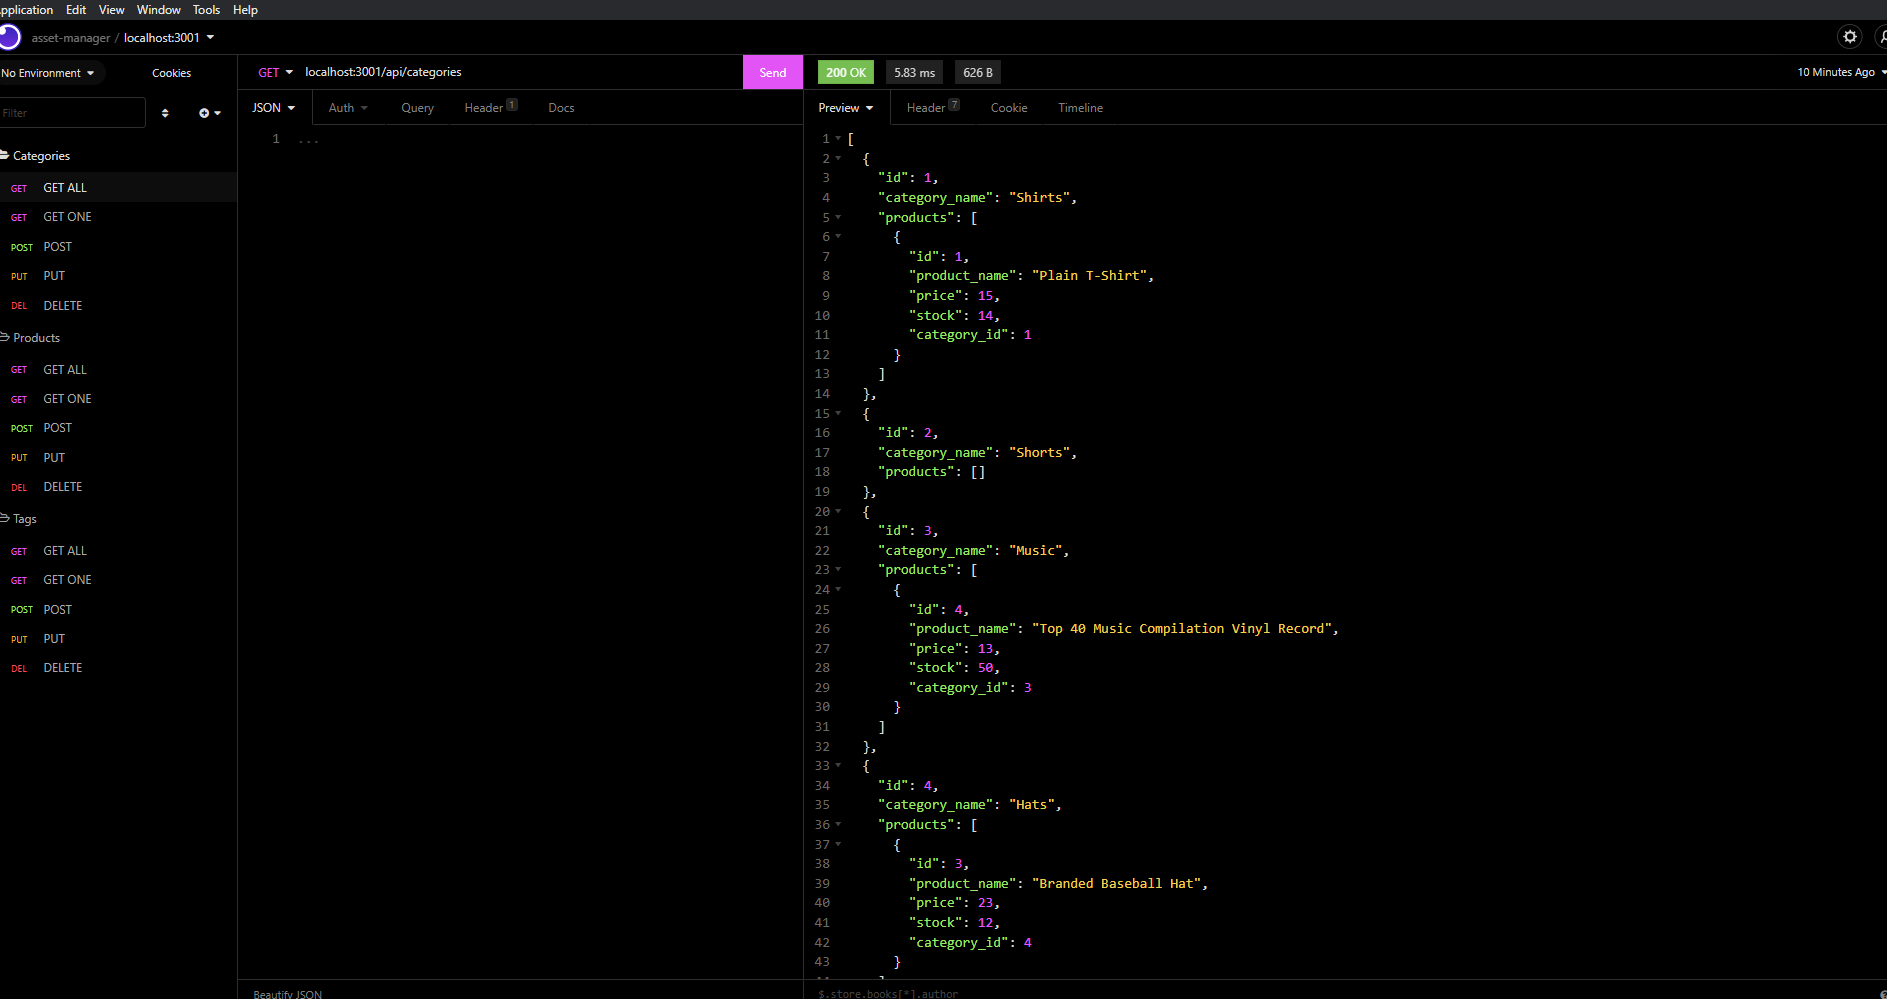 pplication Edit View Window Tools Help
asset-manager / localhost:3001
No Environment Cookies
GET localhost:3001/api/categories Send
200 OK 5.83 ms 626 B 10 Minutes Ago
Filter
JSON Auth Query Header 1 Docs
Preview Header 7 Cookie Timeline
Categories
GET GET ALL
GET GET ONE
POST POST
PUT PUT
DEL DELETE
Products
GET GET ALL
GET GET ONE
POST POST
PUT PUT
DEL DELETE
Tags
GET GET ALL
GET GET ONE
POST POST
PUT PUT
DEL DELETE
1 ...
1 [
2 {
3 "id": 1,
4 "category_name": "Shirts",
5 "products": [
6 {
7 "id": 1,
8 "product_name": "Plain T-Shirt",
9 "price": 15,
10 "stock": 14,
11 "category_id": 1
12 }
13 ]
14 },
15 {
16 "id": 2,
17 "category_name": "Shorts",
18 "products": []
19 },
20 {
21 "id": 3,
22 "category_name": "Music",
23 "products": [
24 {
25 "id": 4,
26 "product_name": "Top 40 Music Compilation Vinyl Record",
27 "price": 13,
28 "stock": 50,
29 "category_id": 3
30 }
31 ]
32 },
33 {
34 "id": 4,
35 "category_name": "Hats",
36 "products": [
37 {
38 "id": 3,
39 "product_name": "Branded Baseball Hat",
40 "price": 23,
41 "stock": 12,
42 "category_id": 4
43 }
Beautify JSON
$.store.books[*].author